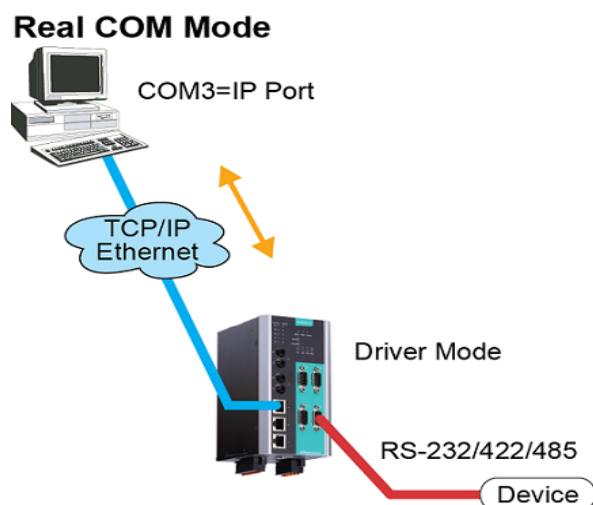 Real COM Mode
COM3=IP Port
TCP/IP
Ethernet
Driver Mode
RS-232/422/485
Device